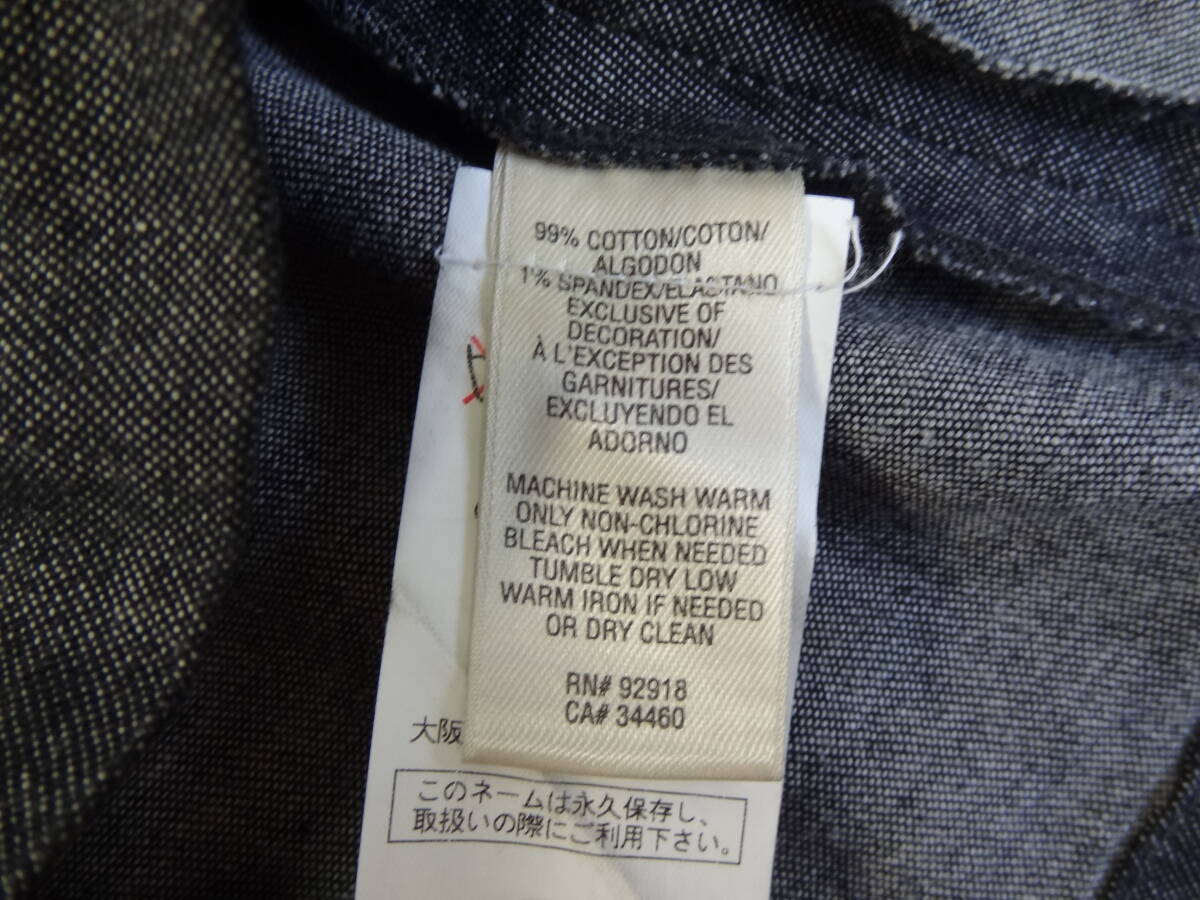 99% COTTON/COTON/
ALGODON
1% SPANDEX/ELASTANO
EXCLUSIVE OF
DECORATION/
À L'EXCEPTION DES
GARNITURES/
EXCLUYENDO EL
ADORNO
MACHINE WASH WARM
ONLY NON-CHLORINE
BLEACH WHEN NEEDED
TUMBLE DRY LOW
WARM IRON IF NEEDED
OR DRY CLEAN
RN# 92918
CA# 34460
大阪
このネームは永久保存し、
取扱いの際にご利用下さい。